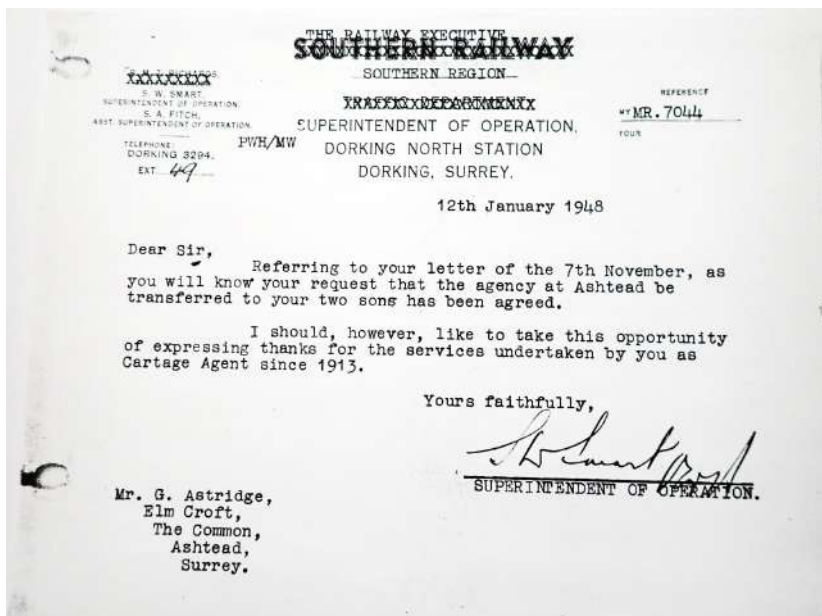 THE RAILWAY EXECUTIVE
SOUTHERN RAILWAY
SOUTHERN REGION
S. W. SMART,
SUPERINTENDENT OF OPERATION.
S. A. FITCH,
ASST. SUPERINTENDENT OF OPERATION.
TELEPHONE:
DORKING 3294.
EXT. 49
PWH/MW
TRAFFIC DEPARTMENT
SUPERINTENDENT OF OPERATION,
DORKING NORTH STATION
DORKING, SURREY.
REFERENCE
MY MR. 7044
YOUR
12th January 1948
Dear Sir,
Referring to your letter of the 7th November, as
you will know your request that the agency at Ashtead be
transferred to your two sons has been agreed.
I should, however, like to take this opportunity
of expressing thanks for the services undertaken by you as
Cartage Agent since 1913.
Yours faithfully,
S W Smart
SUPERINTENDENT OF OPERATION.
Mr. G. Astridge,
Elm Croft,
The Common,
Ashtead,
Surrey.